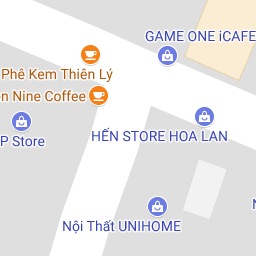 GAME ONE iCAFE
Phê Kem Thiên Lý
n Nine Coffee
HẾN STORE HOA LAN
P Store
Nội Thất UNIHOME